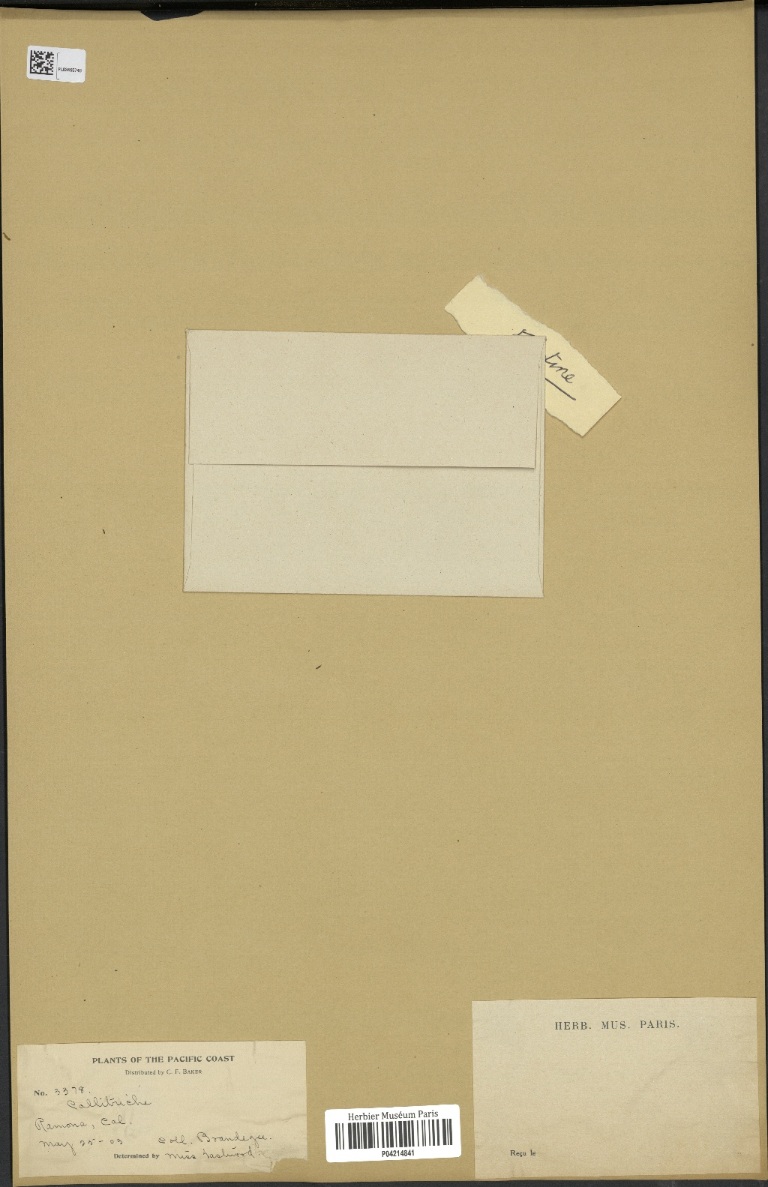 tine
HERB. MUS. PARIS.
PLANTS OF THE PACIFIC COAST
Distributed by C. F. BAKER
No. 3379.
Callitriche
Ramona, Cal.
May 25-03 Coll. Brandegee.
Determined by Miss Eastwood
Herbier Muséum Paris
P04214841
Reçu le